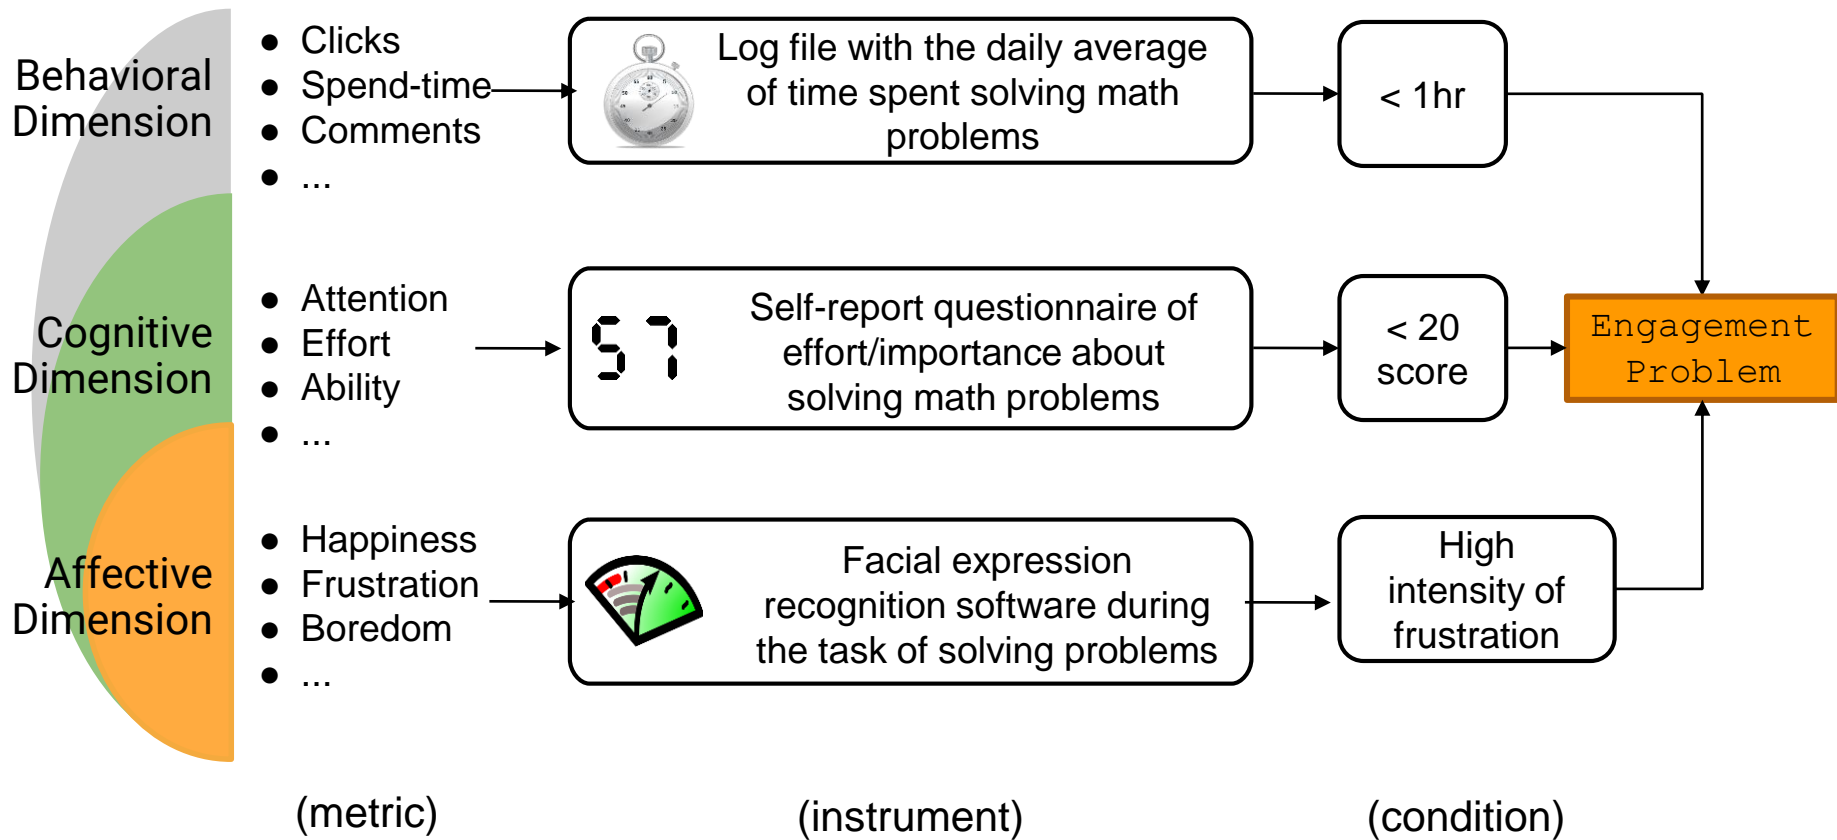 Behavioral
Dimension
● Clicks
● Spend-time
● Comments
● ...
Log file with the daily average
of time spent solving math
problems
< 1hr
Cognitive
Dimension
● Attention
● Effort
● Ability
● ...
57
Self-report questionnaire of
effort/importance about
solving math problems
< 20
score
Engagement
Problem
Affective
Dimension
● Happiness
● Frustration
● Boredom
● ...
Facial expression
recognition software during
the task of solving problems
High
intensity of
frustration
(metric)
(instrument)
(condition)